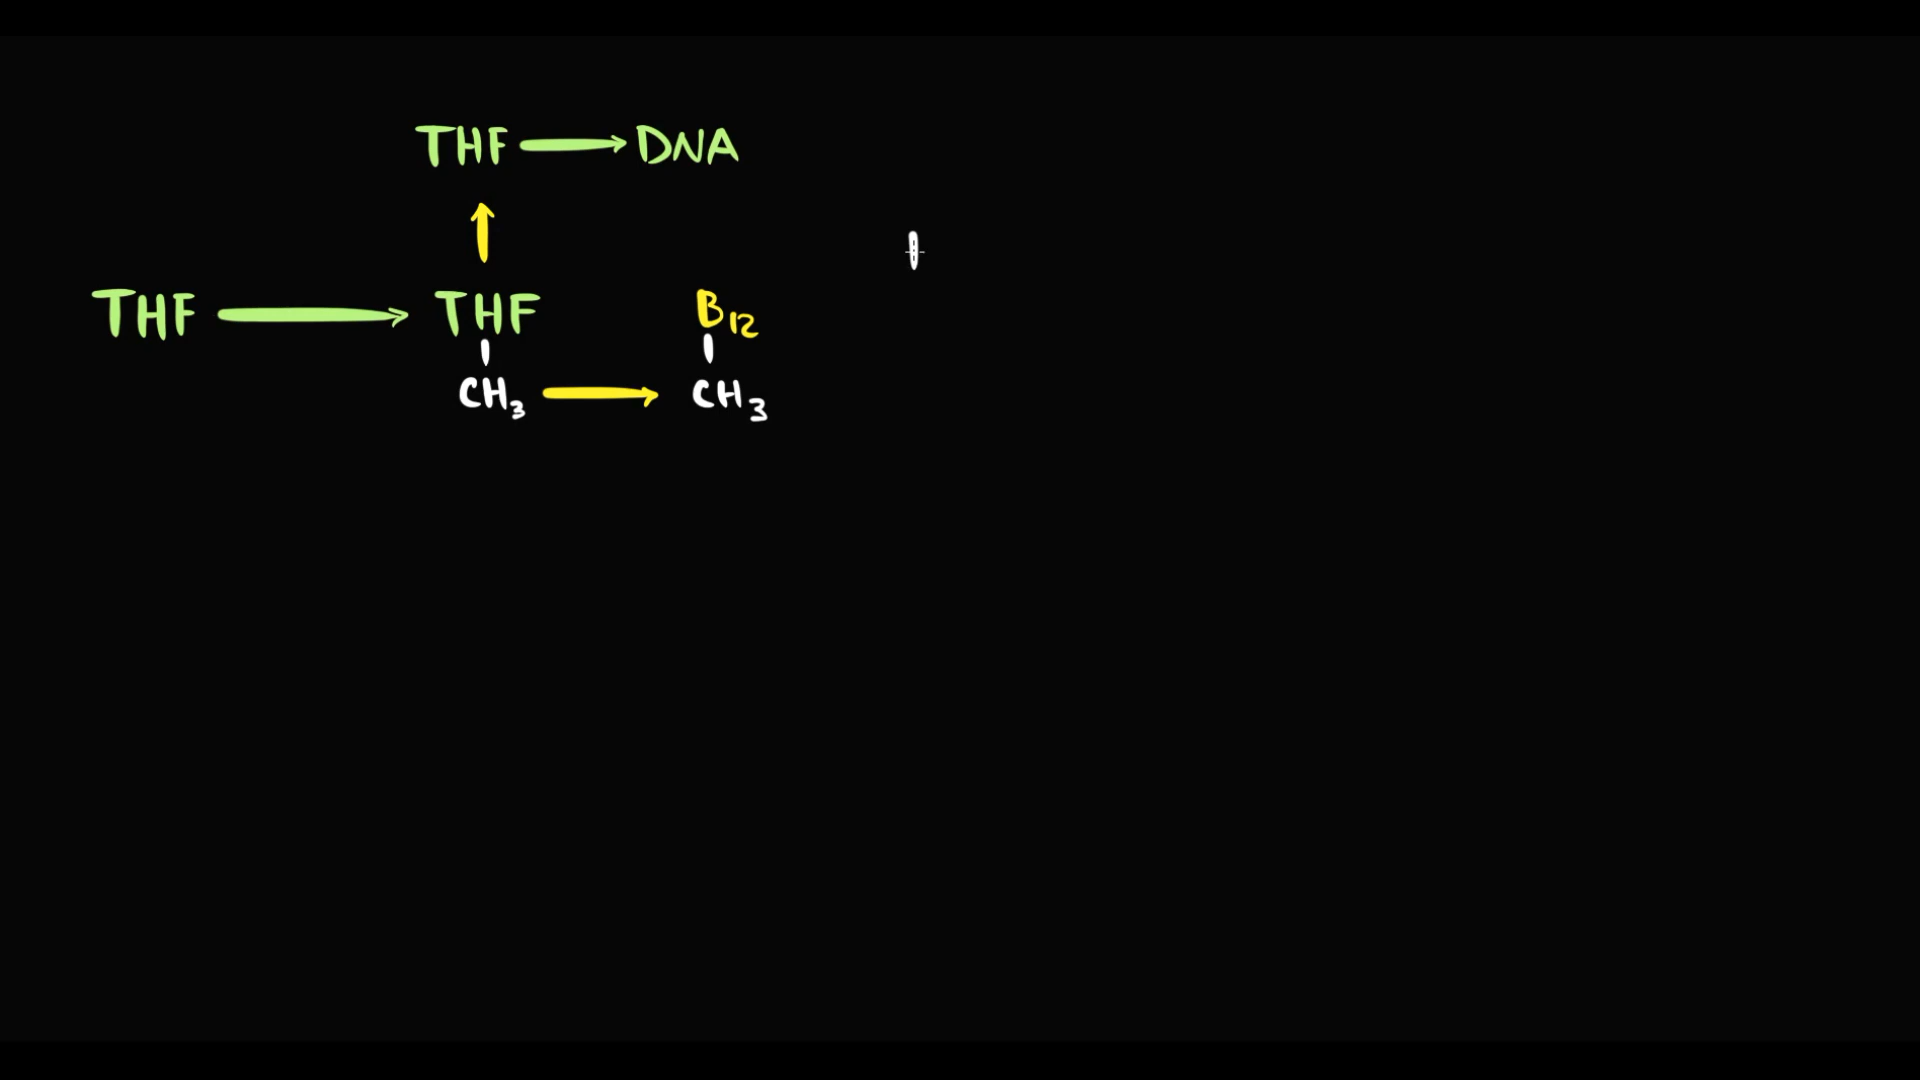 THF → DNA
↑
THF → THF B₁₂
CH₃ → CH₃